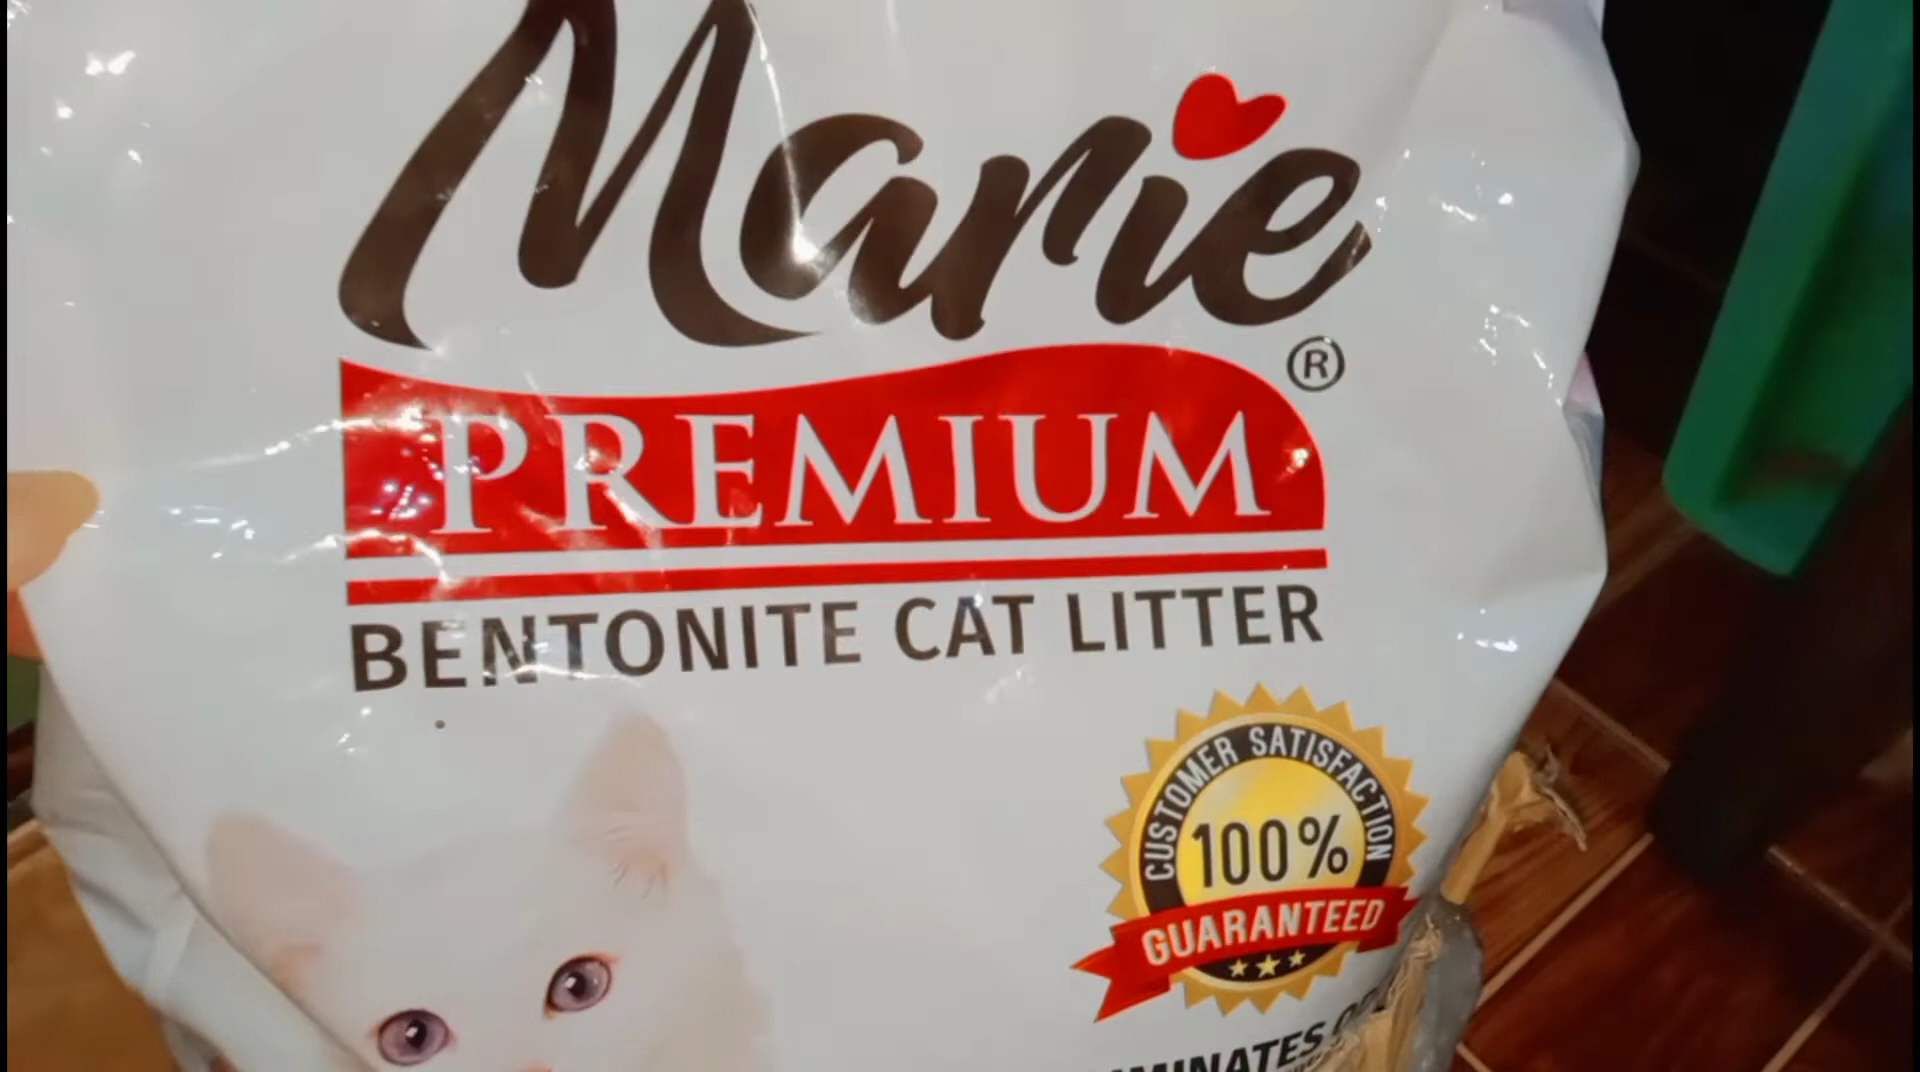 Marie
®
PREMIUM
BENTONITE CAT LITTER
CUSTOMER SATISFACTION
100%
GUARANTEED